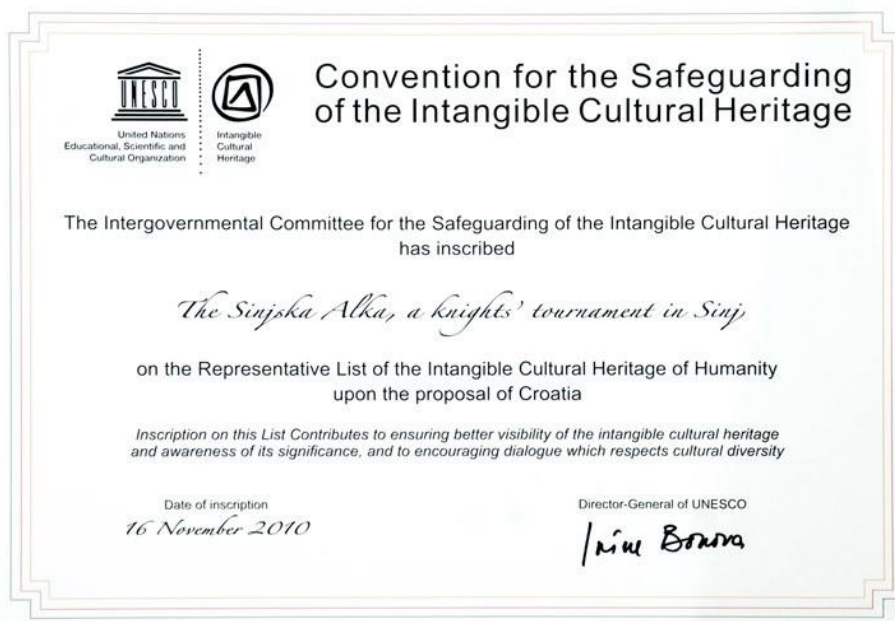 UNESCO
United Nations
Educational, Scientific and
Cultural Organization
Intangible
Cultural
Heritage
Convention for the Safeguarding
of the Intangible Cultural Heritage
The Intergovernmental Committee for the Safeguarding of the Intangible Cultural Heritage
has inscribed
The Sinjska Alka, a knights' tournament in Sinj
on the Representative List of the Intangible Cultural Heritage of Humanity
upon the proposal of Croatia
Inscription on this List Contributes to ensuring better visibility of the intangible cultural heritage
and awareness of its significance, and to encouraging dialogue which respects cultural diversity
Date of inscription
16 November 2010
Director-General of UNESCO
Irina Bokova